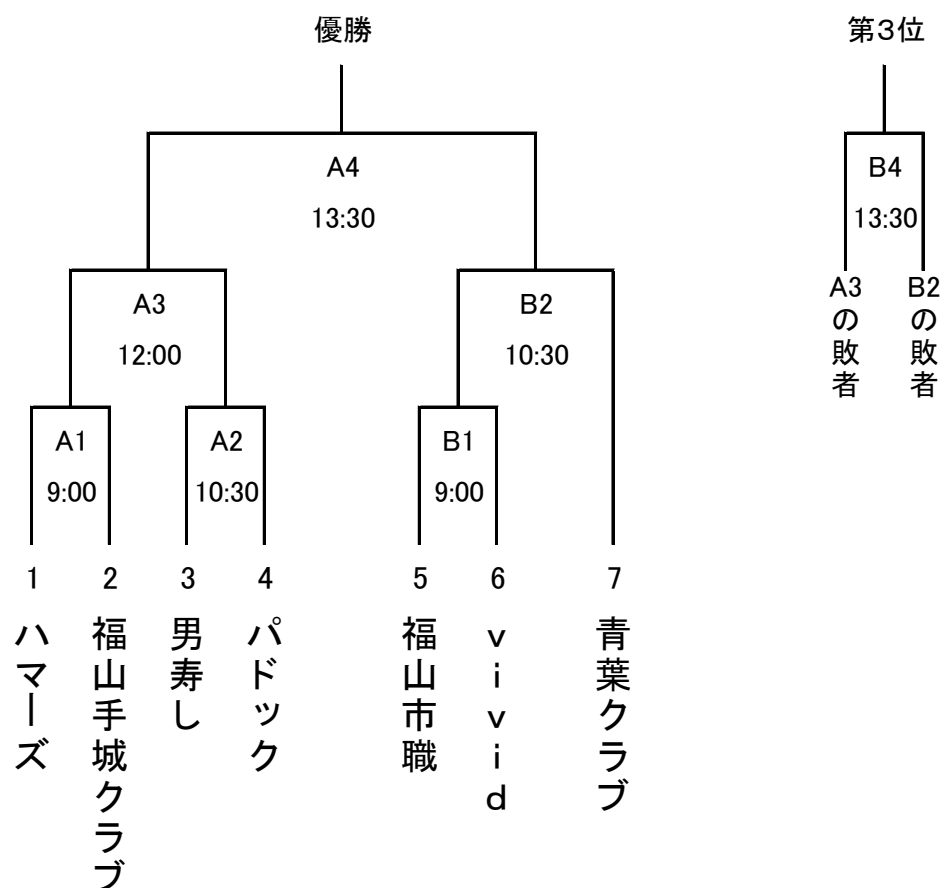 優勝
第3位
A4
13:30
B4
13:30
A3
12:00
B2
10:30
A3の敗者
B2の敗者
A1
9:00
A2
10:30
B1
9:00
1
2
3
4
5
6
7
ハマーズ
福山手城クラブ
男寿し
パドック
福山市職
vivid
青葉クラブ